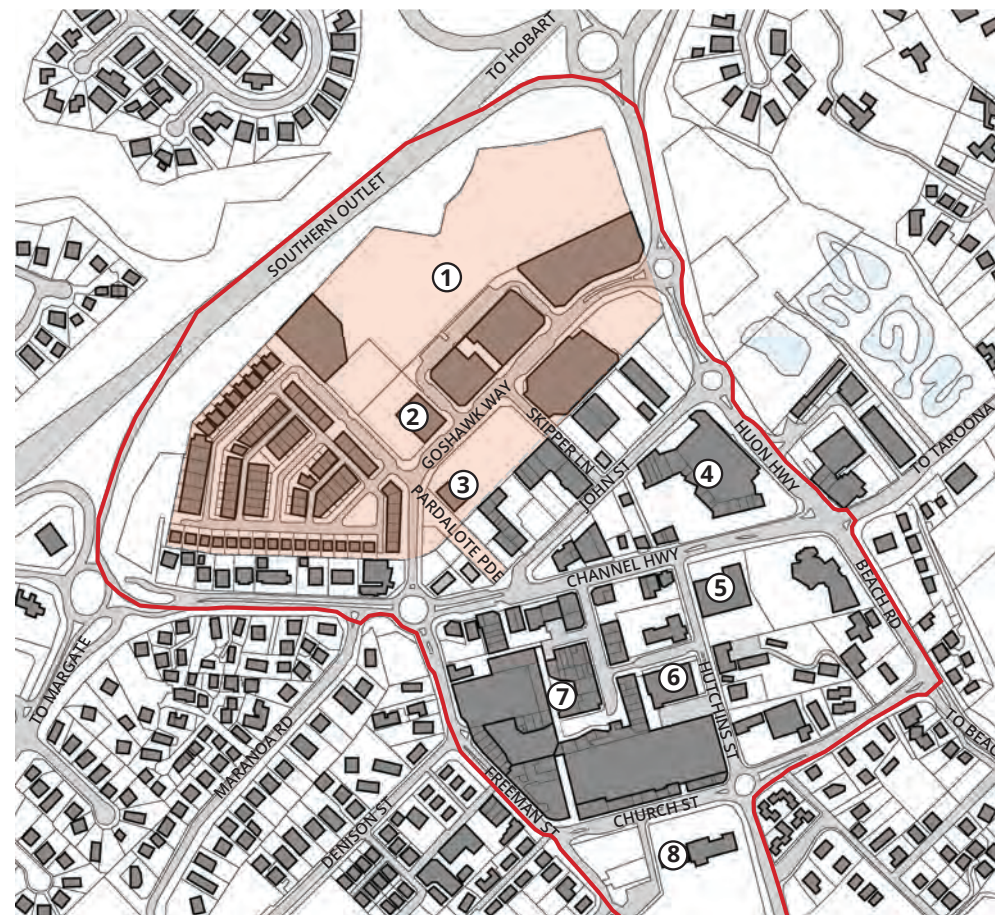 TO HOBART
SOUTHERN OUTLET
1
2
GOSHAWK WAY
SKIPPER LN
3
JOHN ST
4
HUON HWY
TO TAROONA
PARDALOTE PDE
CHANNEL HWY
5
BEACH RD
TO MARGATE
MARANOA RD
6
7
HUTCHINS ST
TO BEAC
DENISON ST
FREEMAN ST
CHURCH ST
8